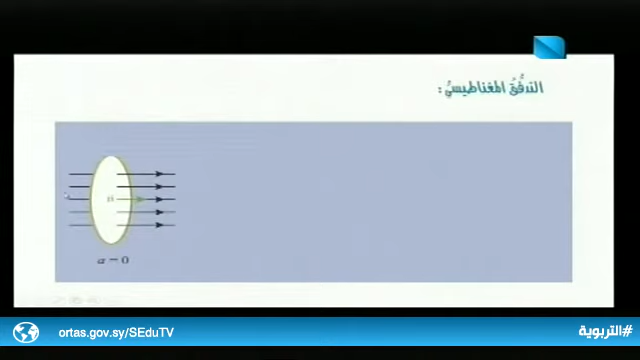 التدفُّقُ المغناطيسيُّ :
n
α = 0
ortas.gov.sy/SEduTV
#التربوية